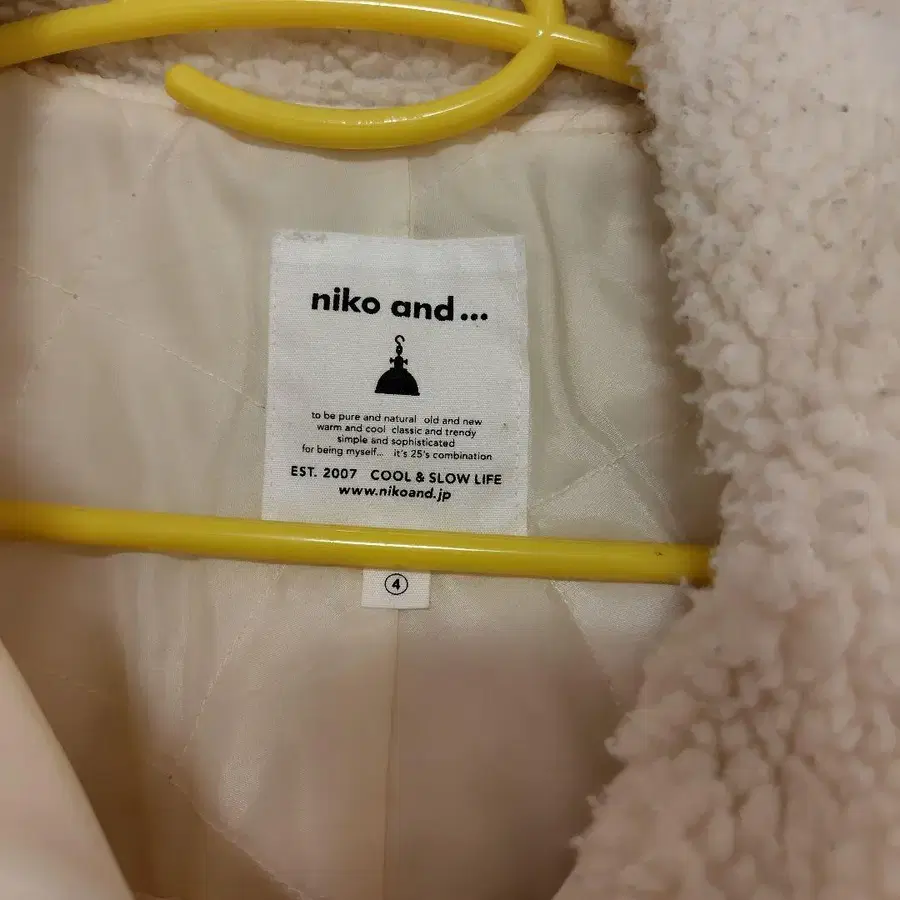 niko and...
to be pure and natural old and new
warm and cool classic and trendy
simple and sophisticated
for being myself... it's 25's combination
EST. 2007 COOL & SLOW LIFE
www.nikoand.jp
④